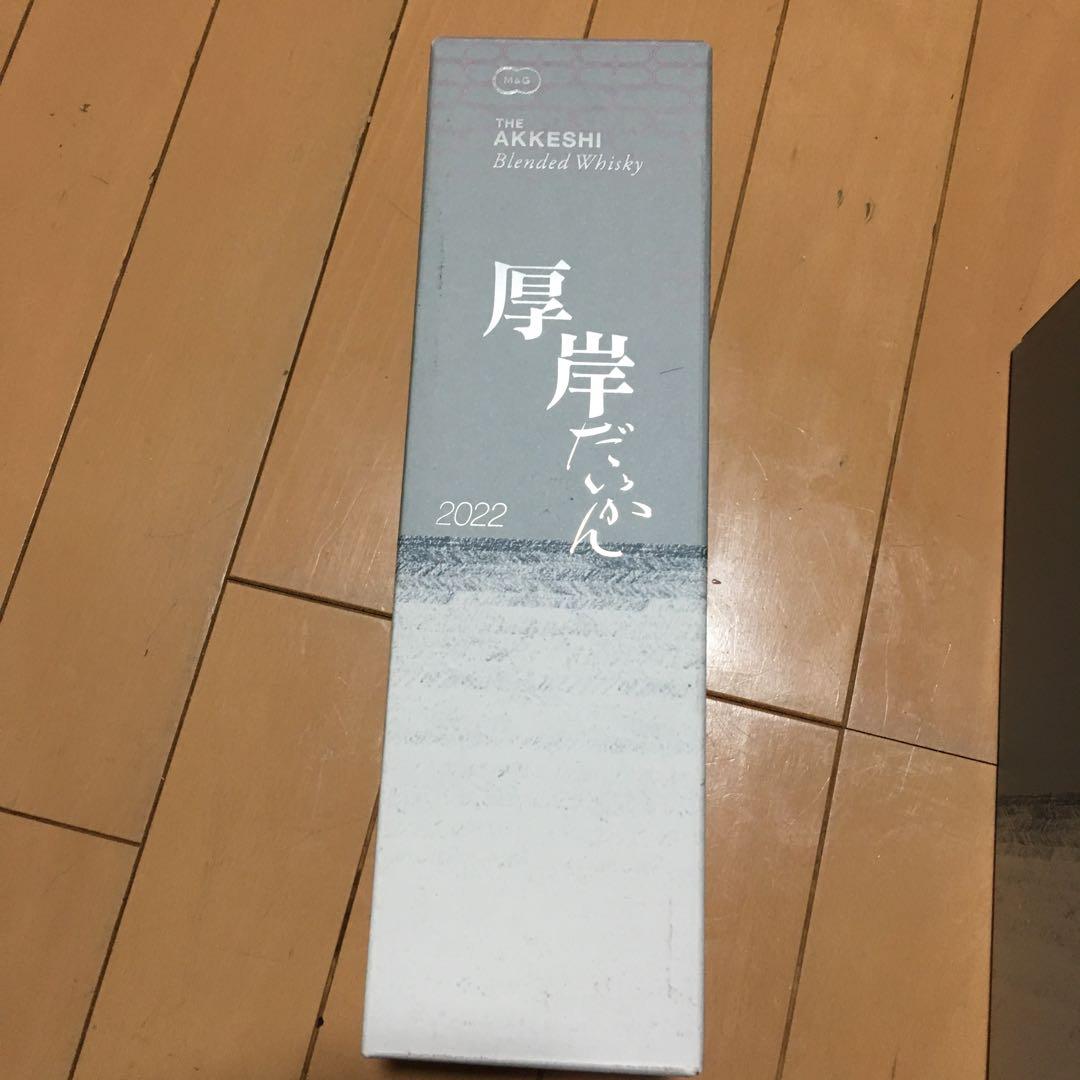 M&G
THE
AKKESHI
Blended Whisky
厚岸
だいかん
2022